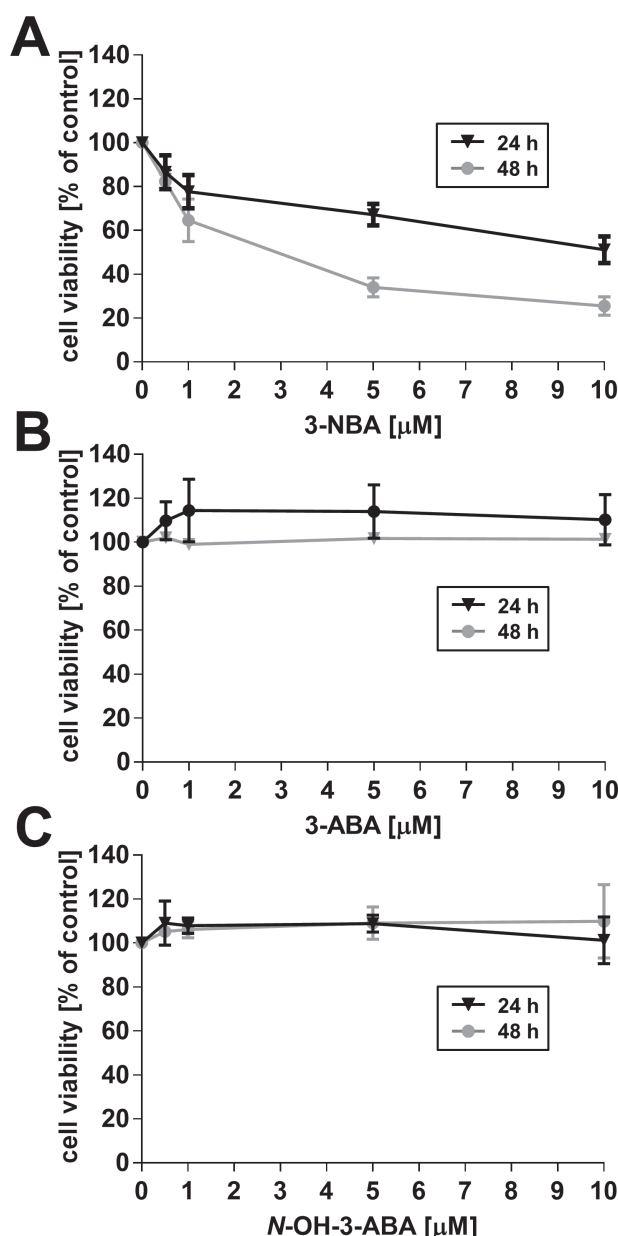 A
cell viability [% of control]
140
120
100
80
60
40
20
0
24 h
48 h
0 1 2 3 4 5 6 7 8 9 10
3-NBA [μM]
B
cell viability [% of control]
140
120
100
80
60
40
20
0
24 h
48 h
0 1 2 3 4 5 6 7 8 9 10
3-ABA [μM]
C
cell viability [% of control]
140
120
100
80
60
40
20
0
24 h
48 h
0 1 2 3 4 5 6 7 8 9 10
N-OH-3-ABA [μM]